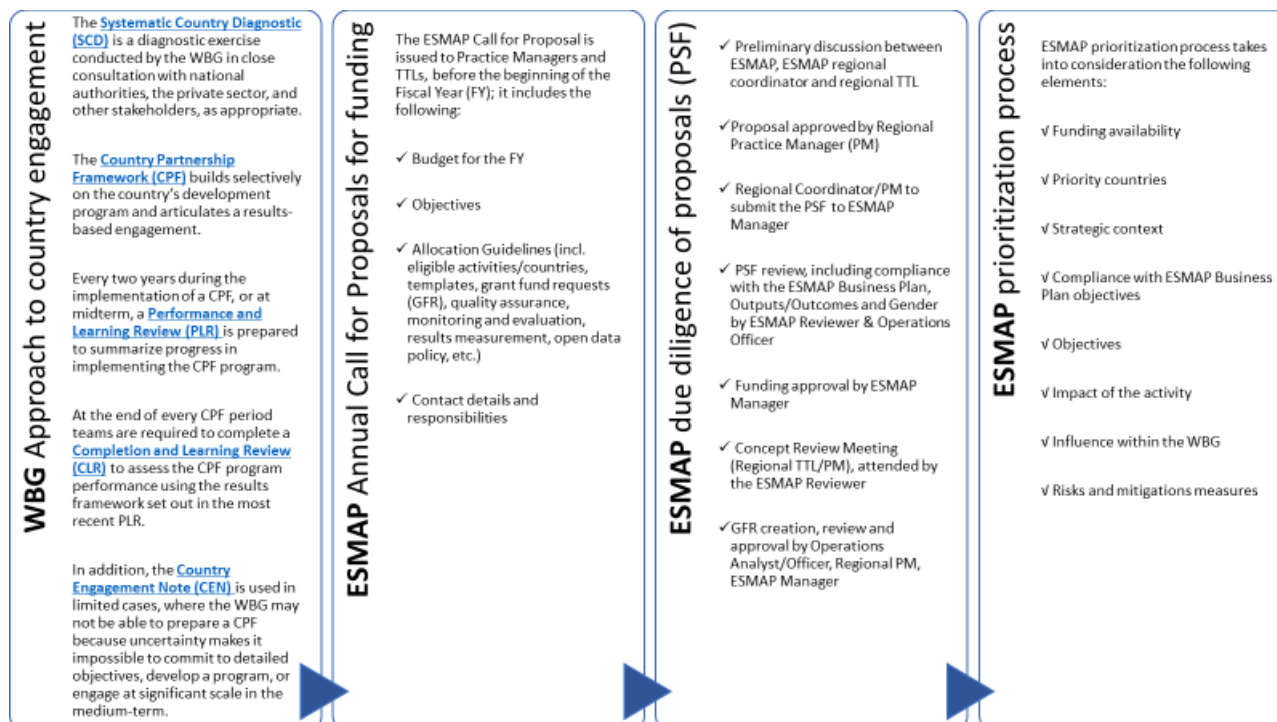 WBG Approach to country engagement
The Systematic Country Diagnostic
(SCD) is a diagnostic exercise
conducted by the WBG in close
consultation with national
authorities, the private sector, and
other stakeholders, as appropriate.
The Country Partnership
Framework (CPF) builds selectively
on the country's development
program and articulates a results-
based engagement.
Every two years during the
implementation of a CPF, or at
midterm, a Performance and
Learning Review (PLR) is prepared
to summarize progress in
implementing the CPF program.
At the end of every CPF period
teams are required to complete a
Completion and Learning Review
(CLR) to assess the CPF program
performance using the results
framework set out in the most
recent PLR.
In addition, the Country
Engagement Note (CEN) is used in
limited cases, where the WBG may
not be able to prepare a CPF
because uncertainty makes it
impossible to commit to detailed
objectives, develop a program, or
engage at significant scale in the
medium-term.
ESMAP Annual Call for Proposals for funding
The ESMAP Call for Proposal is
issued to Practice Managers and
TTLs, before the beginning of the
Fiscal Year (FY); it includes the
following:
✓ Budget for the FY
✓ Objectives
✓ Allocation Guidelines (incl.
eligible activities/countries,
templates, grant fund requests
(GFR), quality assurance,
monitoring and evaluation,
results measurement, open data
policy, etc.)
✓ Contact details and
responsibilities
ESMAP due diligence of proposals (PSF)
✓ Preliminary discussion between
ESMAP, ESMAP regional
coordinator and regional TTL
✓Proposal approved by Regional
Practice Manager (PM)
✓ Regional Coordinator/PM to
submit the PSF to ESMAP
Manager
✓ PSF review, including compliance
with the ESMAP Business Plan,
Outputs/Outcomes and Gender
by ESMAP Reviewer & Operations
Officer
✓ Funding approval by ESMAP
Manager
✓ Concept Review Meeting
(Regional TTL/PM), attended by
the ESMAP Reviewer
✓GFR creation, review and
approval by Operations
Analyst/Officer, Regional PM,
ESMAP Manager
ESMAP prioritization process
ESMAP prioritization process takes
into consideration the following
elements:
√ Funding availability
√ Priority countries
√ Strategic context
√ Compliance with ESMAP Business
Plan objectives
√ Objectives
√ Impact of the activity
√ Influence within the WBG
√ Risks and mitigations measures